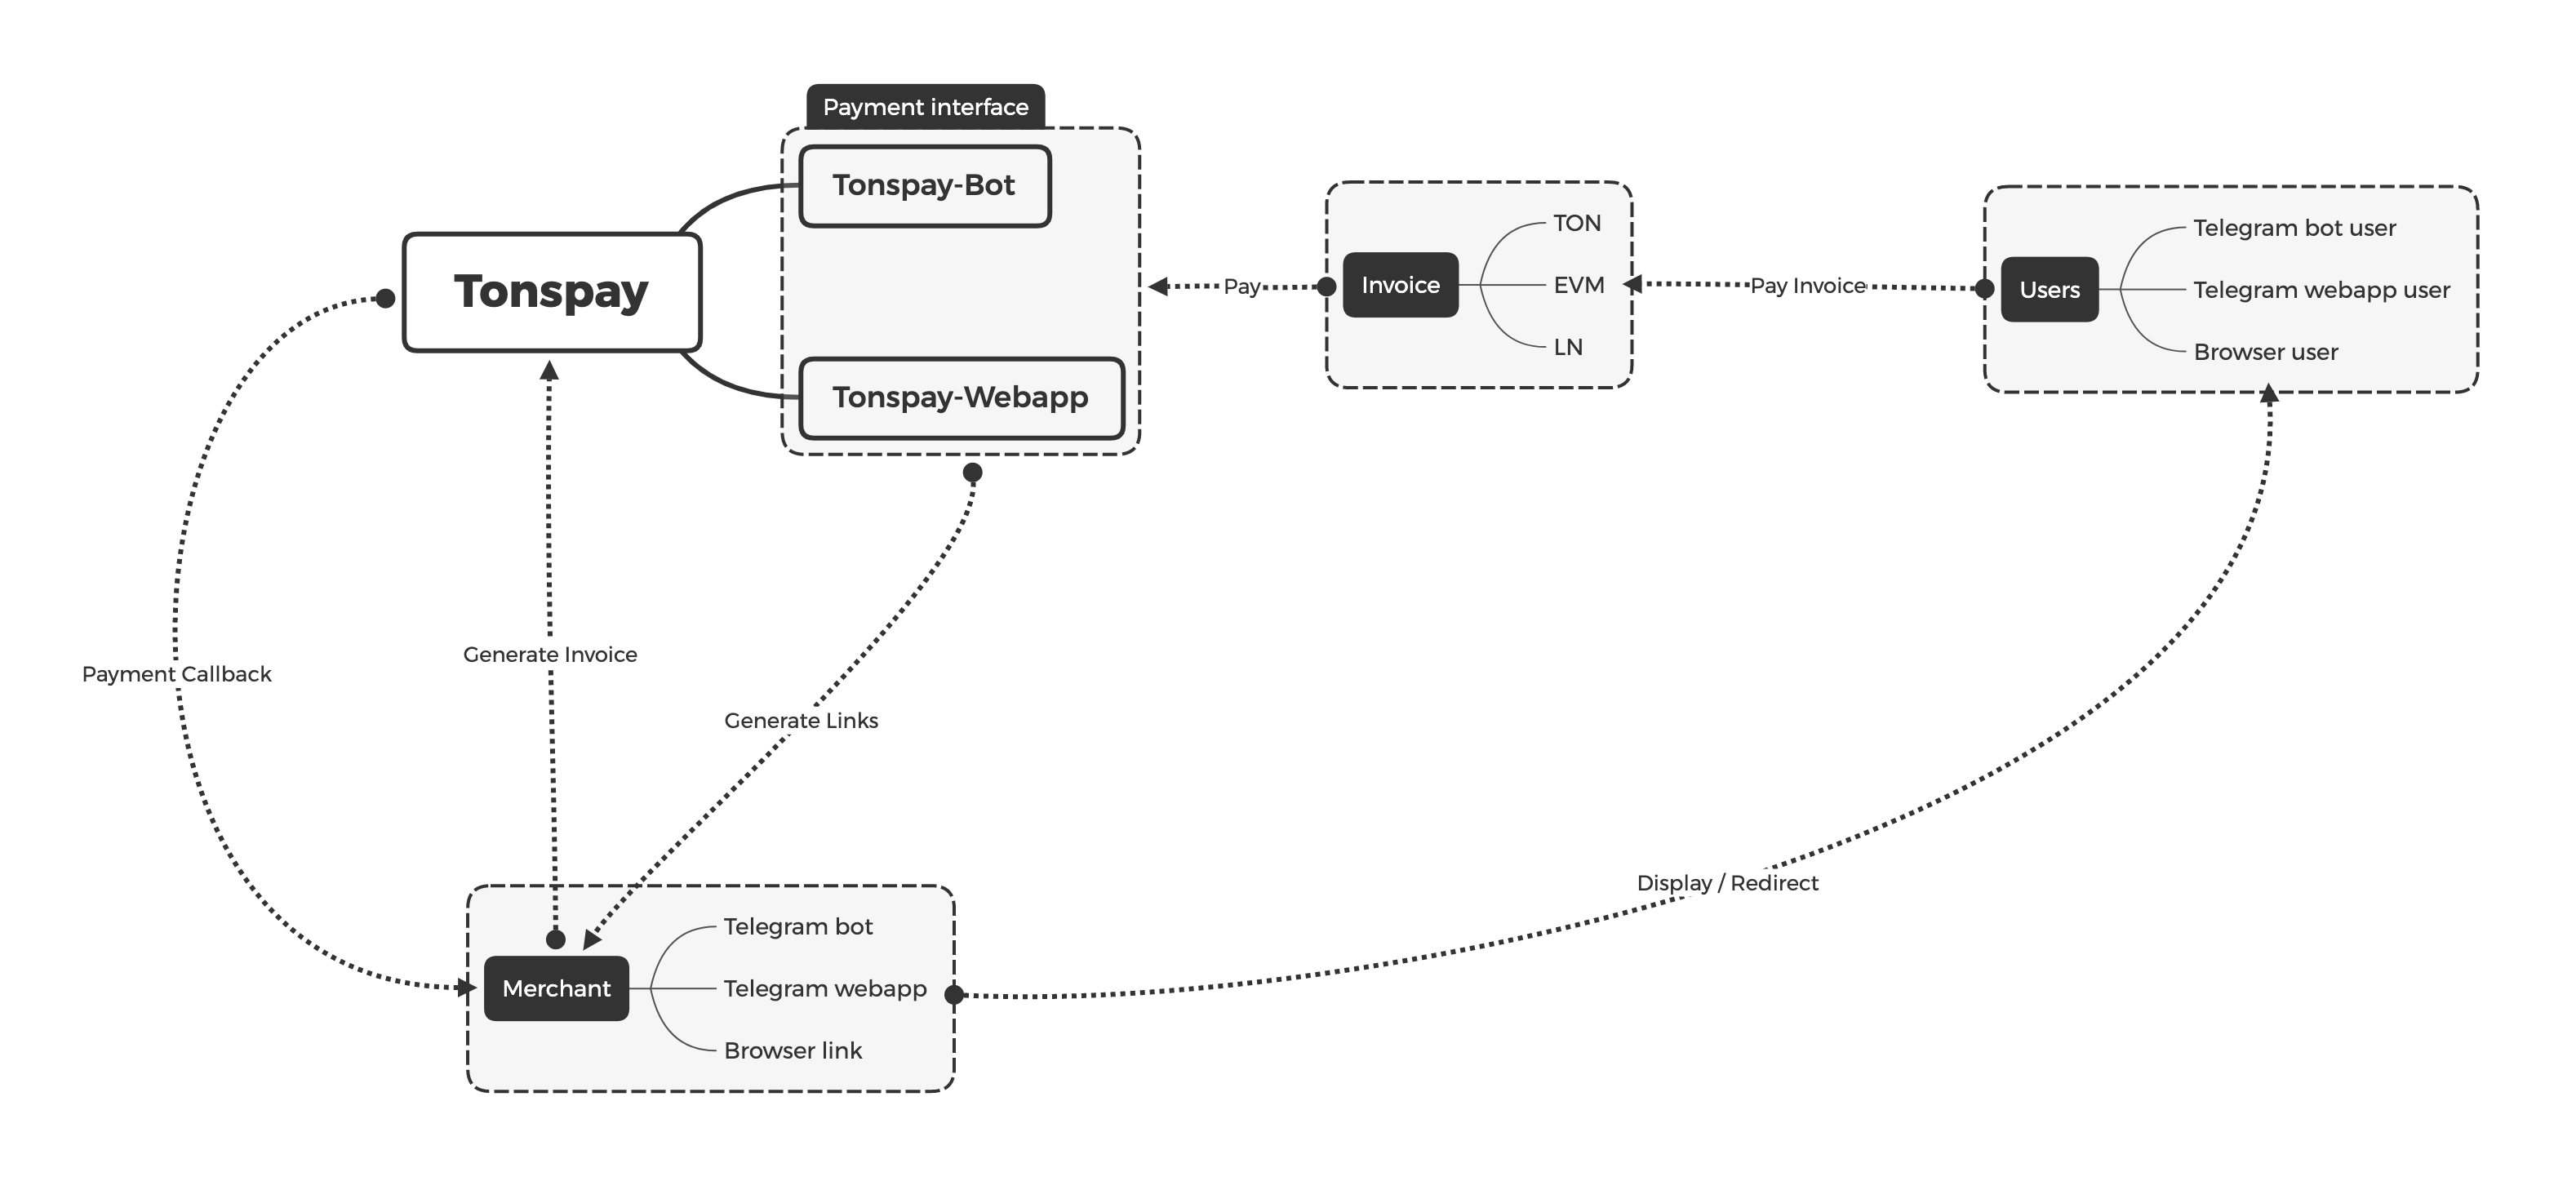 Payment interface
Tonspay-Bot
Tonspay
Tonspay-Webapp
Pay
Invoice
TON
EVM
LN
Pay Invoice
Users
Telegram bot user
Telegram webapp user
Browser user
Payment Callback
Generate Invoice
Generate Links
Display / Redirect
Merchant
Telegram bot
Telegram webapp
Browser link